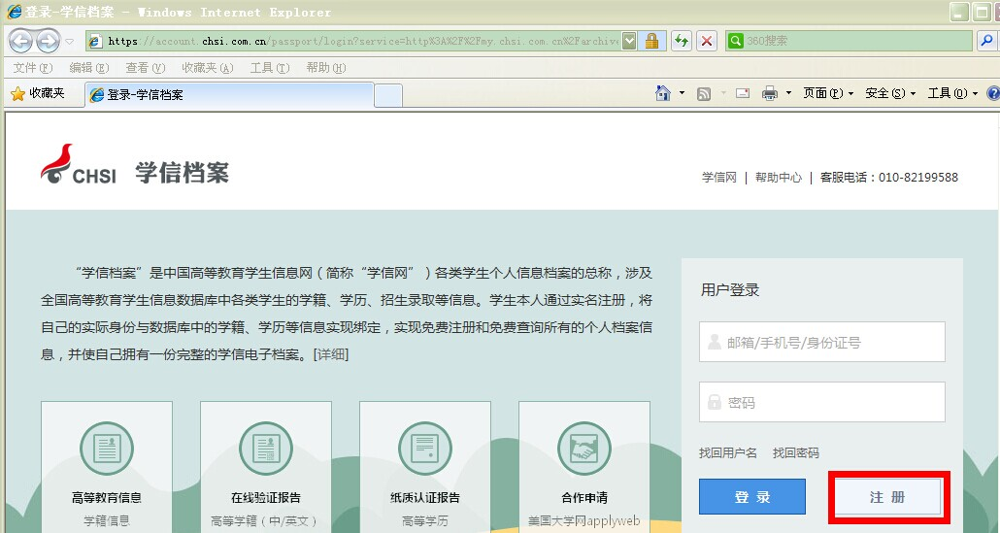 登录-学信档案 - Windows Internet Explorer
https://account.chsi.com.cn/passport/login?service=http%3A%2F%2Fmy.chsi.com.cn%2Farchive
360搜索
文件(F) 编辑(E) 查看(V) 收藏夹(A) 工具(T) 帮助(H)
收藏夹 登录-学信档案 页面(P) 安全(S) 工具(O)
CHSI 学信档案
学信网 | 帮助中心 | 客服电话：010-82199588
“学信档案”是中国高等教育学生信息网（简称“学信网”）各类学生个人信息档案的总称，涉及
全国高等教育学生信息数据库中各类学生的学籍、学历、招生录取等信息。学生本人通过实名注册，将
自己的实际身份与数据库中的学籍、学历等信息实现绑定，实现免费注册和免费查询所有的个人档案信
息，并使自己拥有一份完整的学信电子档案。[详细]
用户登录
邮箱/手机号/身份证号
密码
找回用户名 找回密码
登 录 注 册
高等教育信息 在线验证报告 纸质认证报告 合作申请
学籍信息 高等学籍（中/英文） 高等学历 美国大学网applyweb